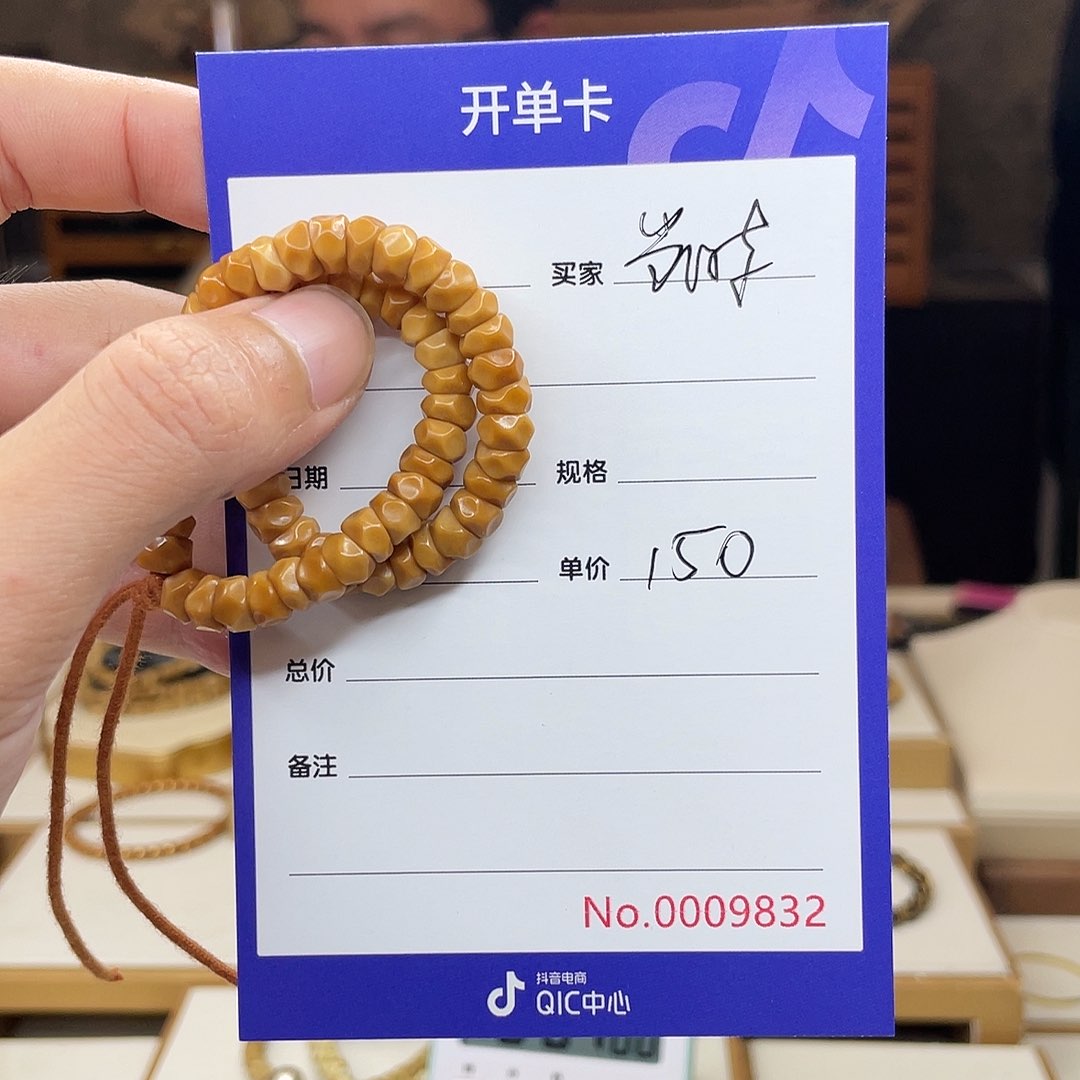 开单卡
买家
日期 规格
单价 150
总价
备注
No.0009832
抖音电商
QIC中心